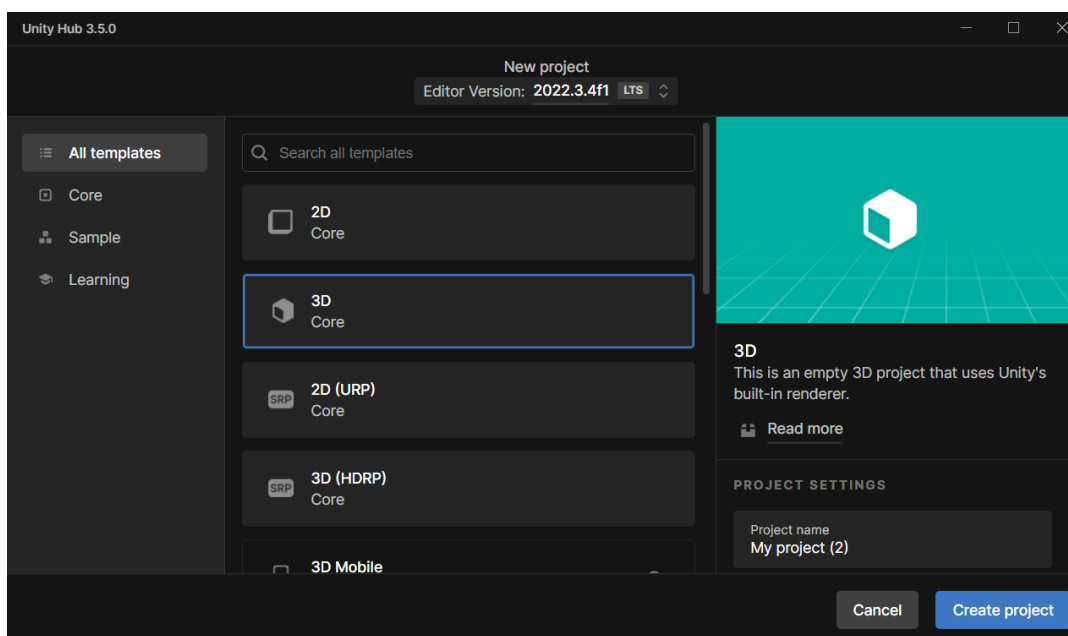 Unity Hub 3.5.0
New project
Editor Version: 2022.3.4f1 LTS
All templates
Core
Sample
Learning
Search all templates
2D
Core
3D
Core
SRP
2D (URP)
Core
SRP
3D (HDRP)
Core
3D Mobile
3D
This is an empty 3D project that uses Unity's
built-in renderer.
Read more
PROJECT SETTINGS
Project name
My project (2)
Cancel
Create project